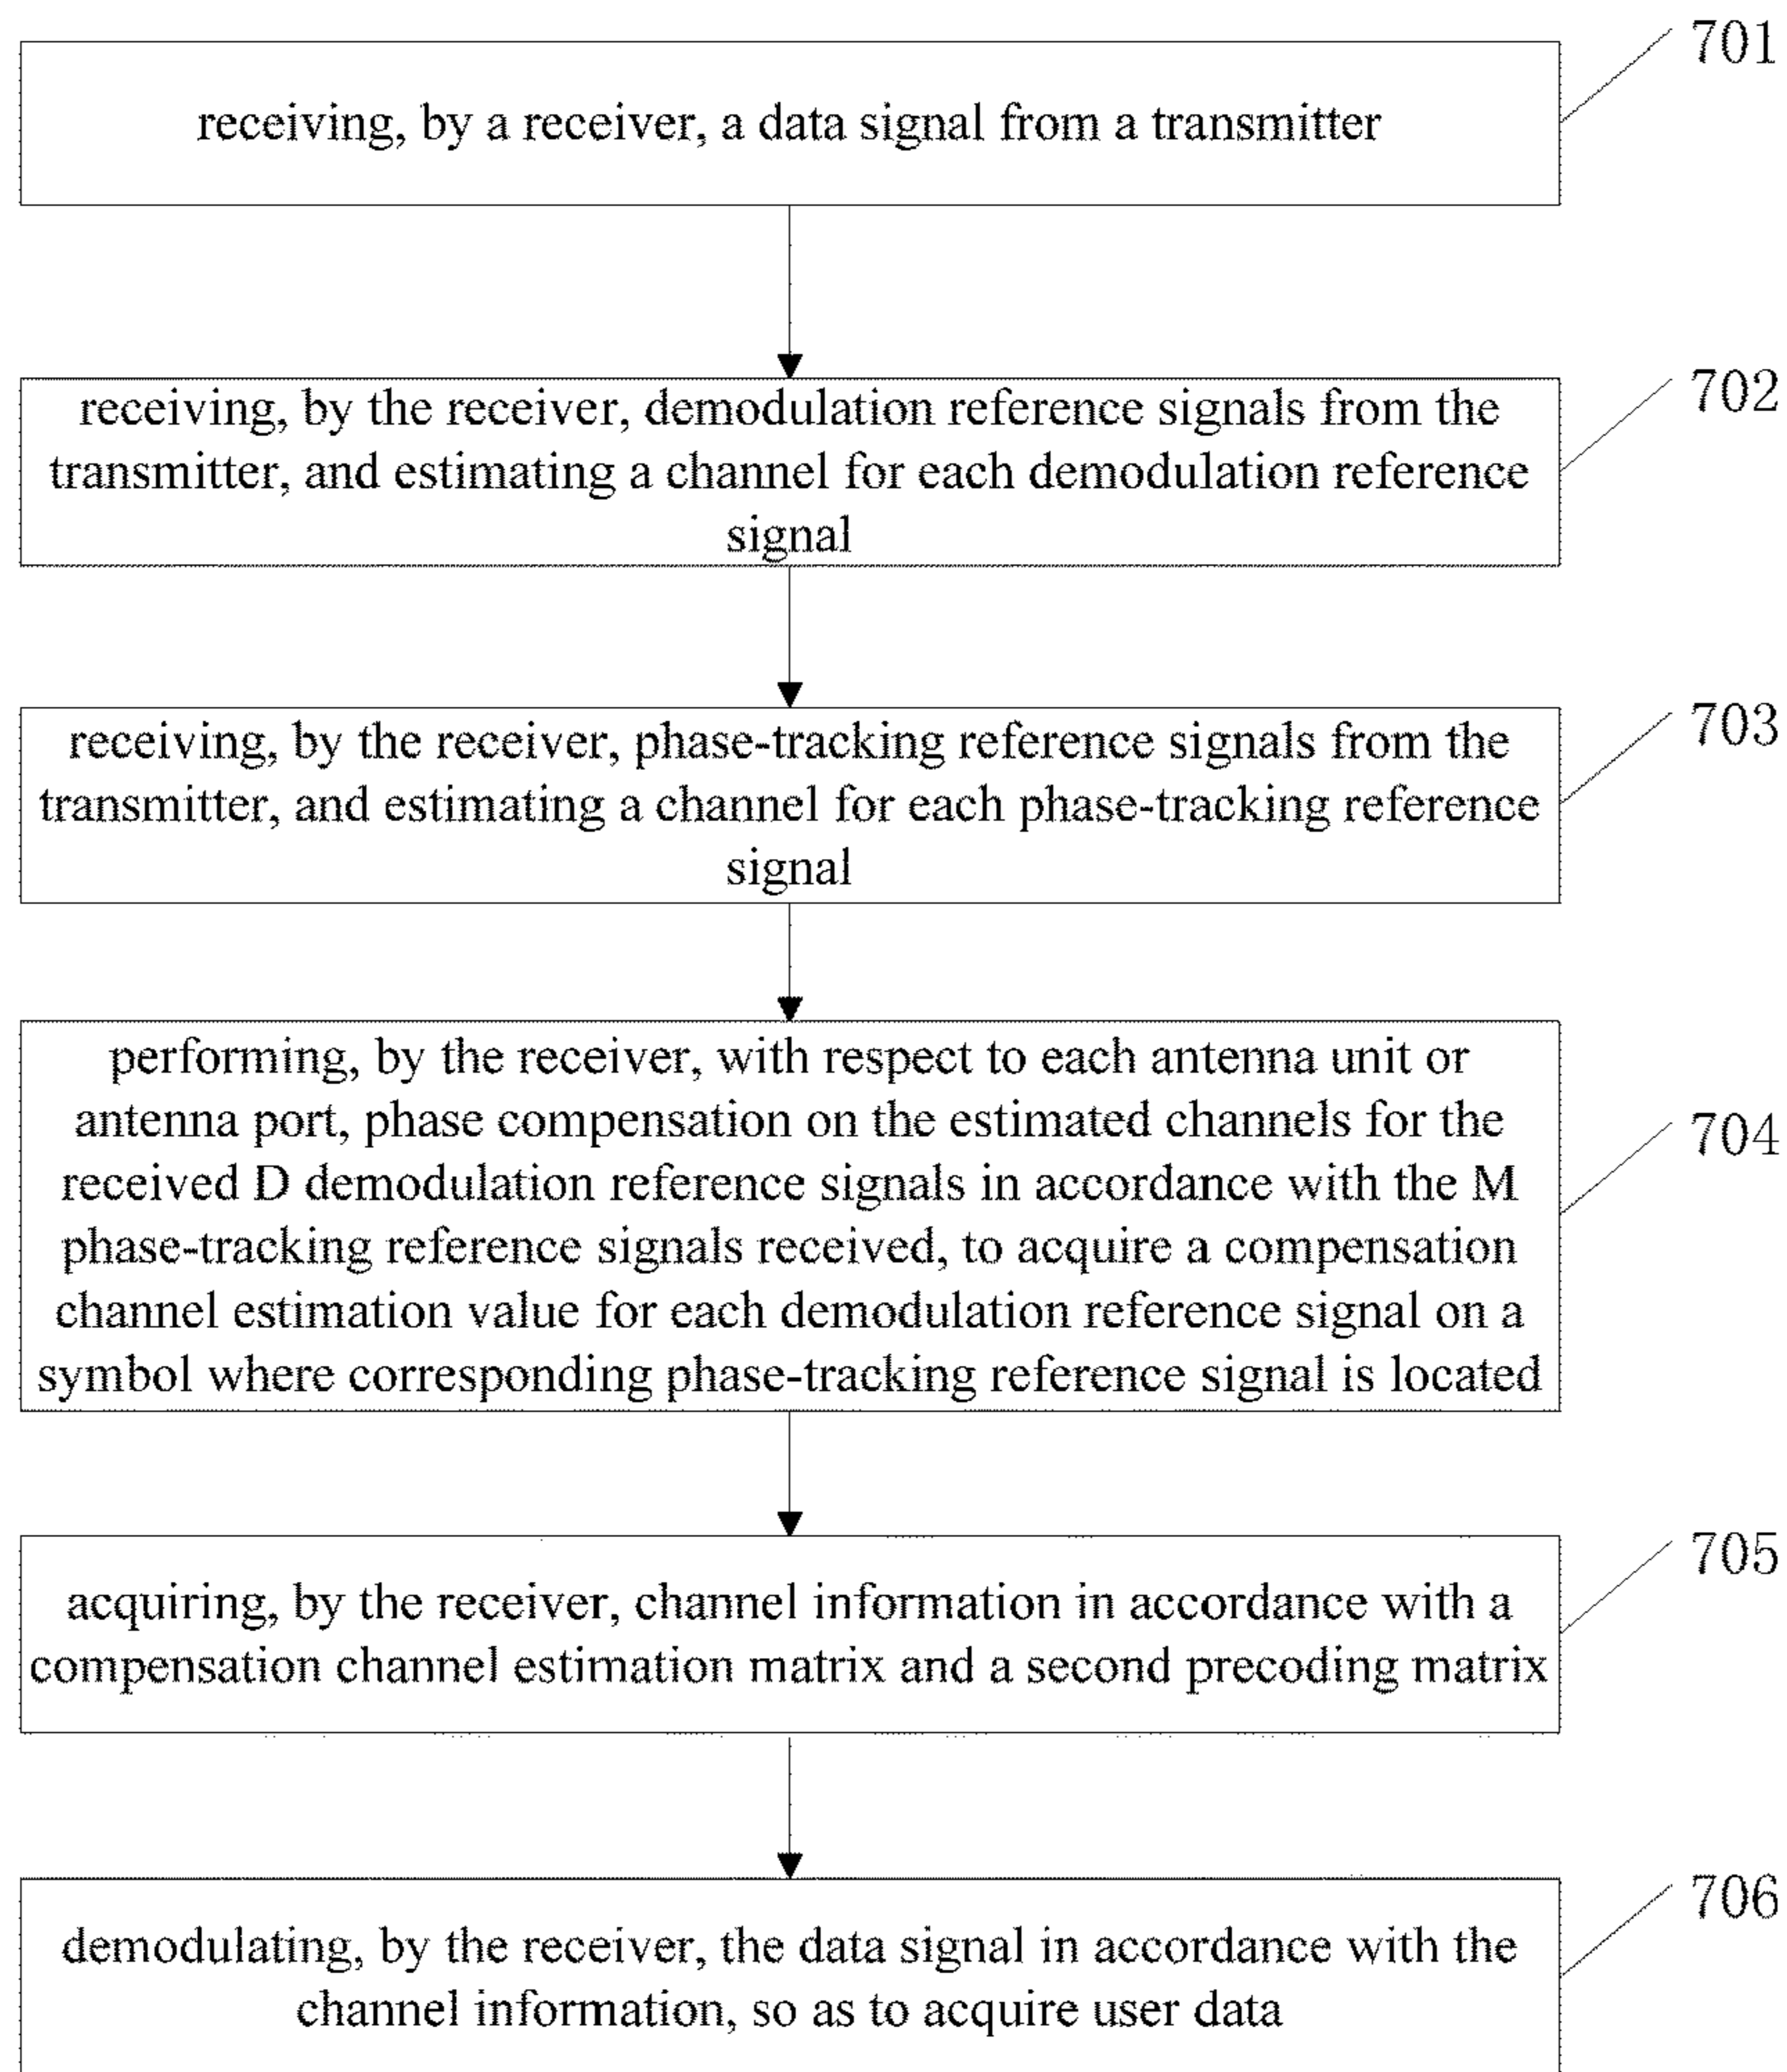 701
receiving, by a receiver, a data signal from a transmitter
702
receiving, by the receiver, demodulation reference signals from the
transmitter, and estimating a channel for each demodulation reference
signal
703
receiving, by the receiver, phase-tracking reference signals from the
transmitter, and estimating a channel for each phase-tracking reference
signal
704
performing, by the receiver, with respect to each antenna unit or
antenna port, phase compensation on the estimated channels for the
received D demodulation reference signals in accordance with the M
phase-tracking reference signals received, to acquire a compensation
channel estimation value for each demodulation reference signal on a
symbol where corresponding phase-tracking reference signal is located
705
acquiring, by the receiver, channel information in accordance with a
compensation channel estimation matrix and a second precoding matrix
706
demodulating, by the receiver, the data signal in accordance with the
channel information, so as to acquire user data